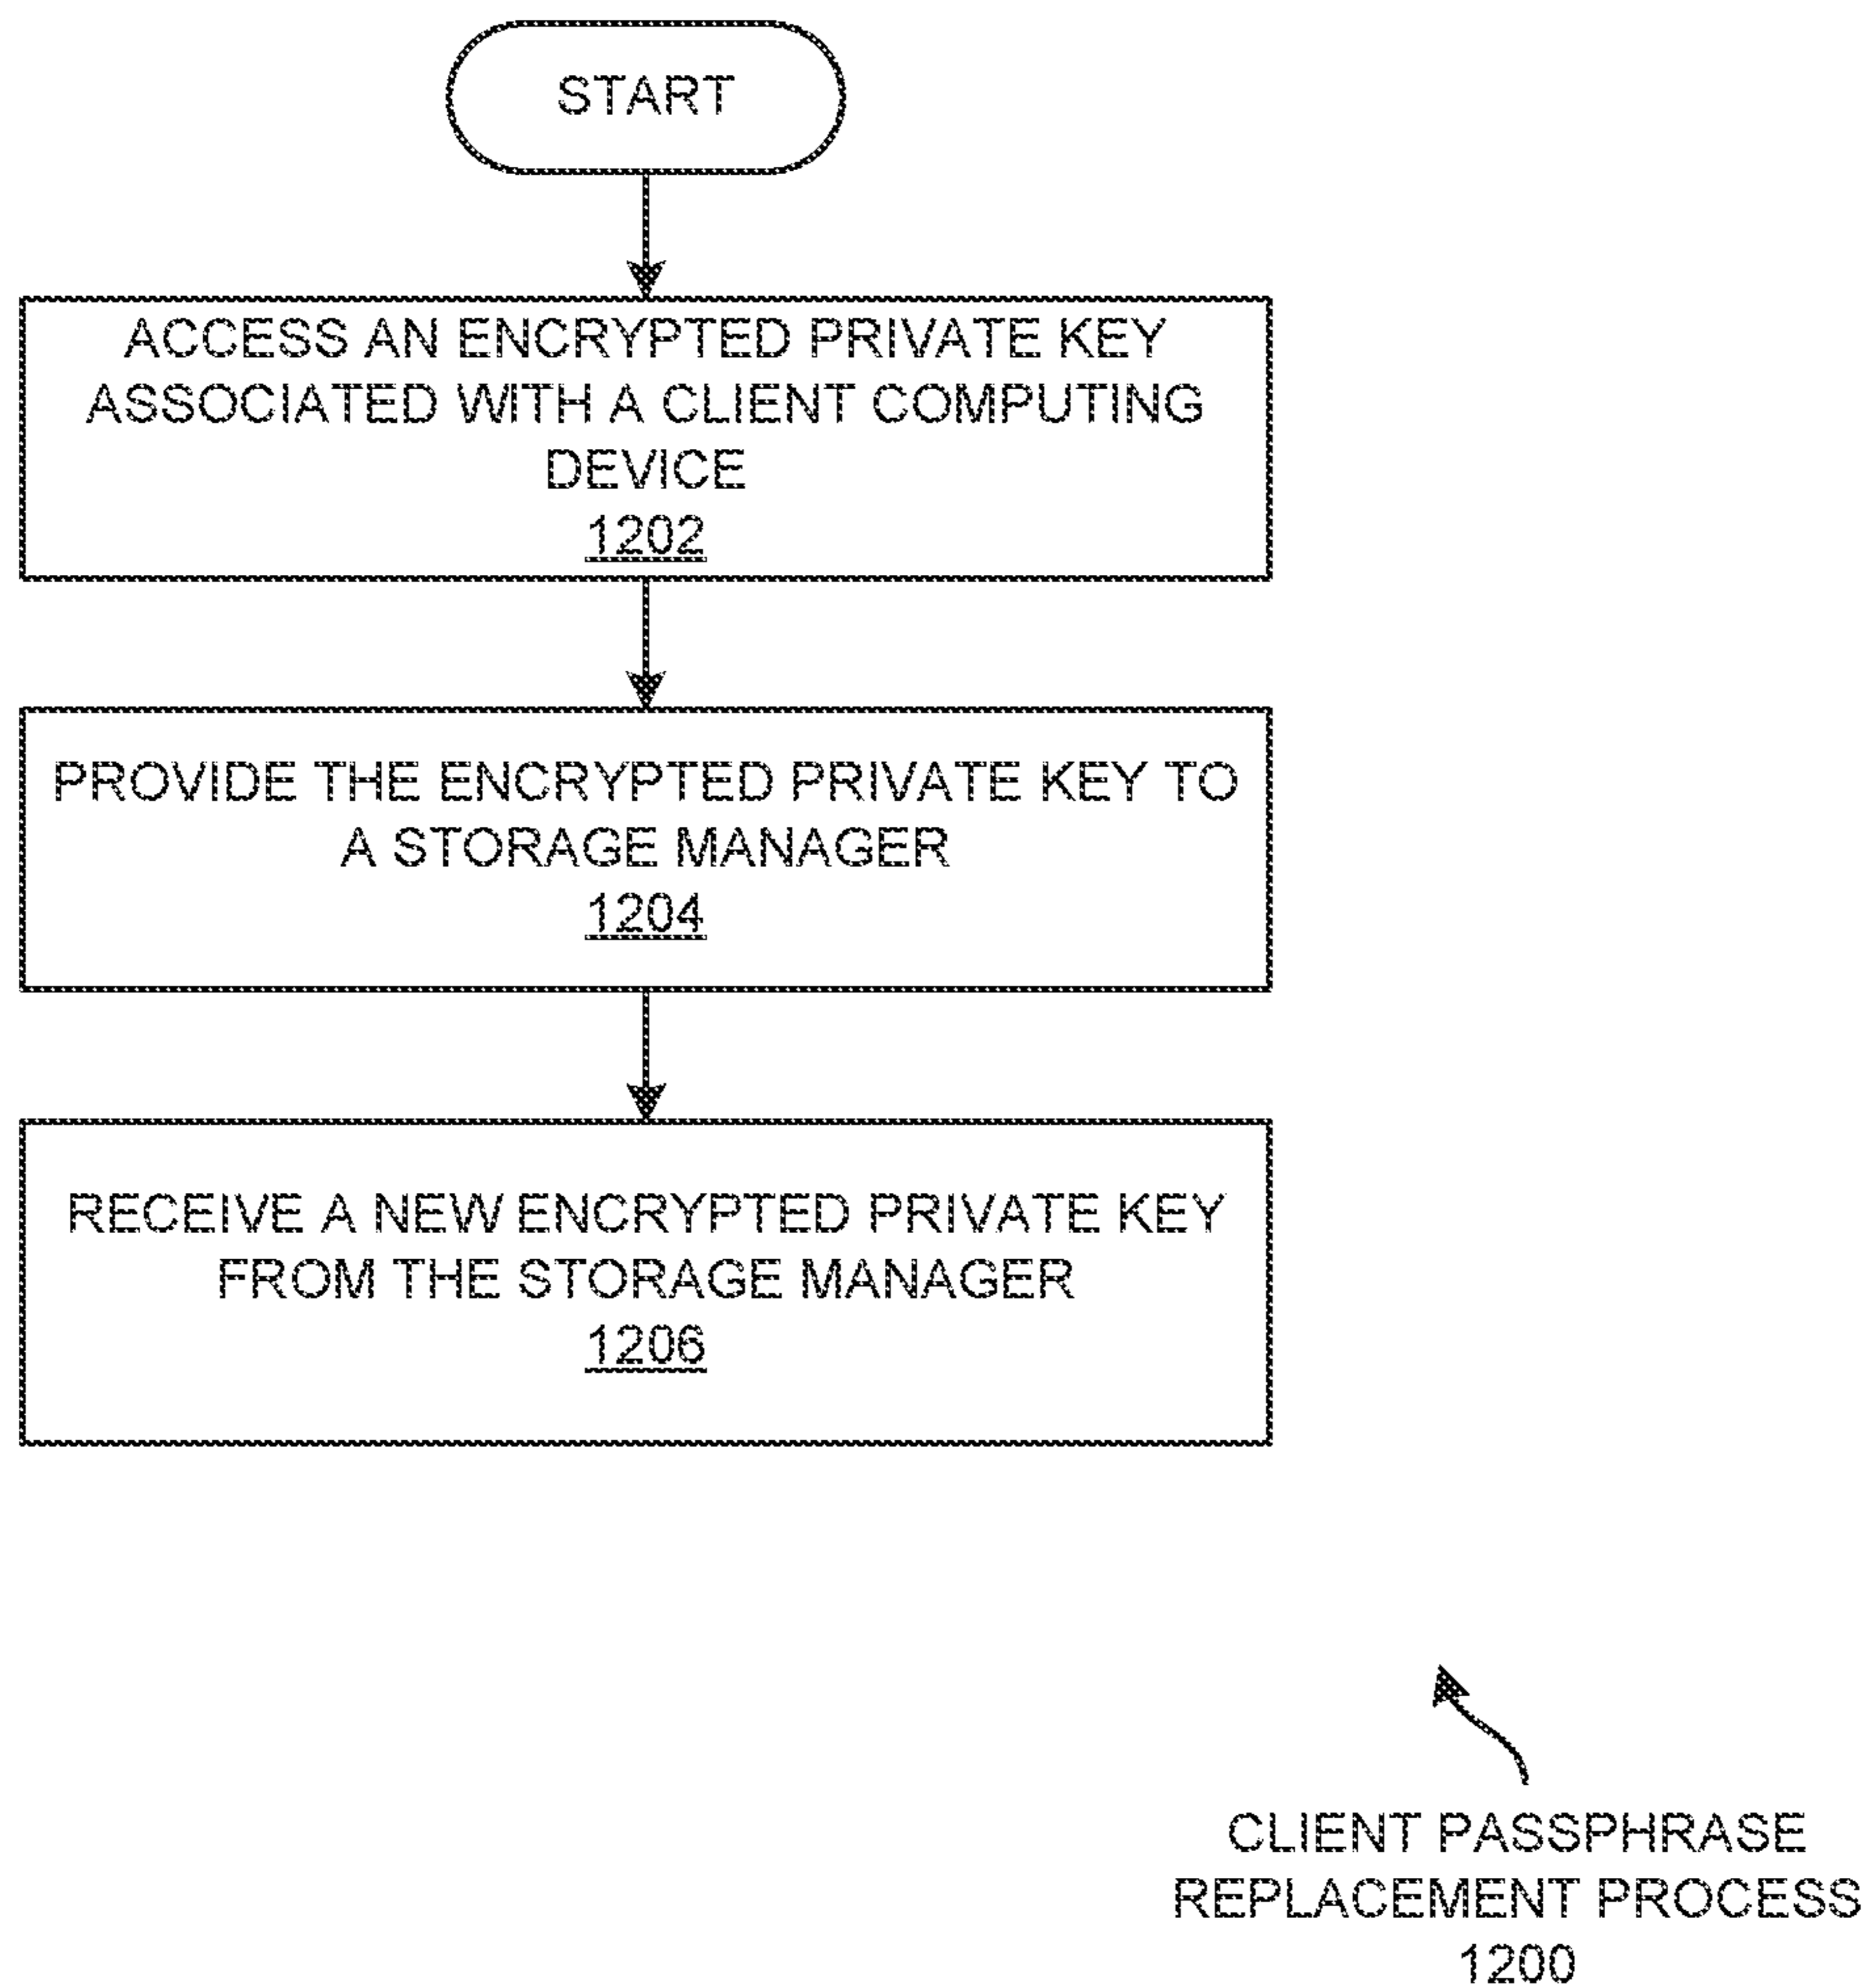 START
ACCESS AN ENCRYPTED PRIVATE KEY
ASSOCIATED WITH A CLIENT COMPUTING
DEVICE
1202
PROVIDE THE ENCRYPTED PRIVATE KEY TO
A STORAGE MANAGER
1204
RECEIVE A NEW ENCRYPTED PRIVATE KEY
FROM THE STORAGE MANAGER
1206
CLIENT PASSPHRASE
REPLACEMENT PROCESS
1200